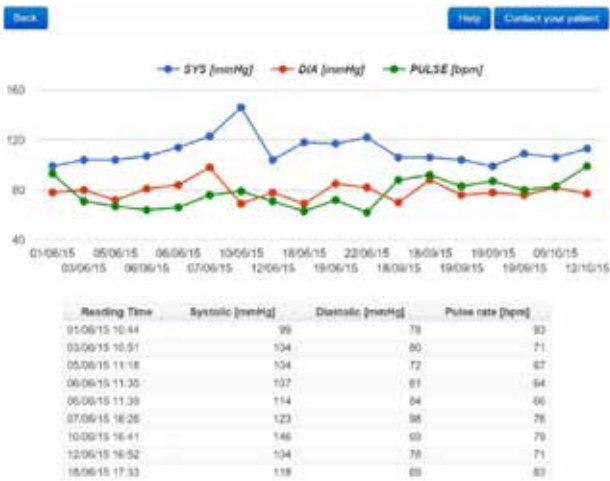 Back
Help
Contact your patient
SYS [mmHg] DIA [mmHg] PULSE [bpm]
160
120
80
40
01/06/15 05/06/15 06/06/15 10/06/15 18/06/15 22/06/15 18/09/15 19/09/15
03/06/15 06/06/15 07/06/15 12/06/15 19/06/15 18/09/15 19/09/15 12/10/15
Reading Time Systolic [mmHg] Diastolic [mmHg] Pulse rate [bpm]
01/06/15 10:44 99 78 93
03/06/15 10:51 104 80 71
05/06/15 11:18 104 72 67
06/06/15 11:35 107 81 64
06/06/15 11:39 114 84 66
07/06/15 18:26 123 98 76
10/06/15 16:41 146 69 79
12/06/15 16:52 104 78 71
18/06/15 17:33 118 69 63